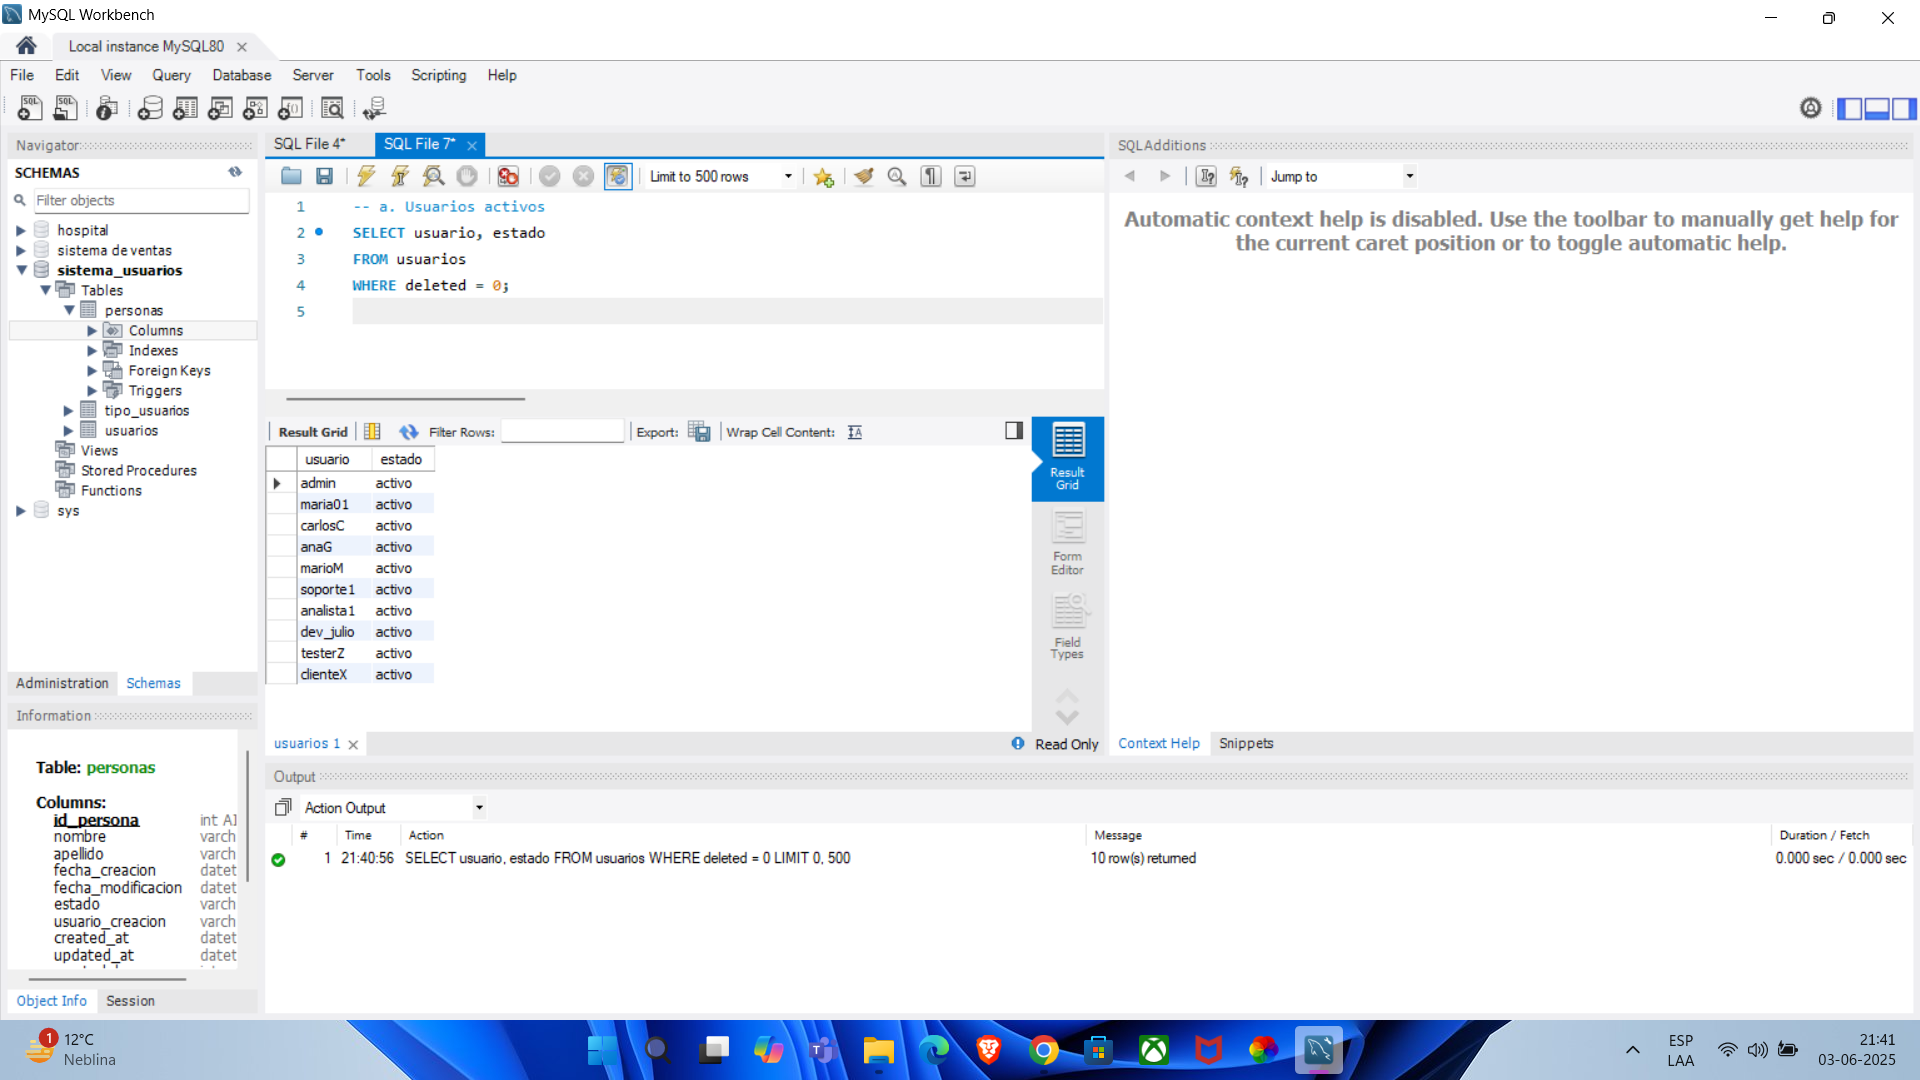 MySQL Workbench
Local instance MySQL80
File Edit View Query Database Server Tools Scripting Help
Navigator
SCHEMAS
Filter objects
hospital
sistema de ventas
sistema_usuarios
Tables
personas
Columns
Indexes
Foreign Keys
Triggers
tipo_usuarios
usuarios
Views
Stored Procedures
Functions
sys
Administration Schemas
Information
Table: personas
Columns:
id_persona int AI
nombre varch
apellido varch
fecha_creacion datet
fecha_modificacion datet
estado varch
usuario_creacion varch
created_at datet
updated_at datet
Object Info Session
SQL File 4* SQL File 7*
Limit to 500 rows
1 -- a. Usuarios activos
2 SELECT usuario, estado
3 FROM usuarios
4 WHERE deleted = 0;
5
Result Grid Filter Rows: Export: Wrap Cell Content:
usuario estado
admin activo
maria01 activo
carlosC activo
anaG activo
marioM activo
soporte1 activo
analista1 activo
dev_julio activo
testerZ activo
clienteX activo
Result Grid
Form Editor
Field Types
usuarios 1 Read Only
SQLAdditions
Jump to
Automatic context help is disabled. Use the toolbar to manually get help for
the current caret position or to toggle automatic help.
Context Help Snippets
Output
Action Output
# Time Action Message Duration / Fetch
1 21:40:56 SELECT usuario, estado FROM usuarios WHERE deleted = 0 LIMIT 0, 500 10 row(s) returned 0.000 sec / 0.000 sec
1 12°C
Neblina
ESP
LAA
21:41
03-06-2025